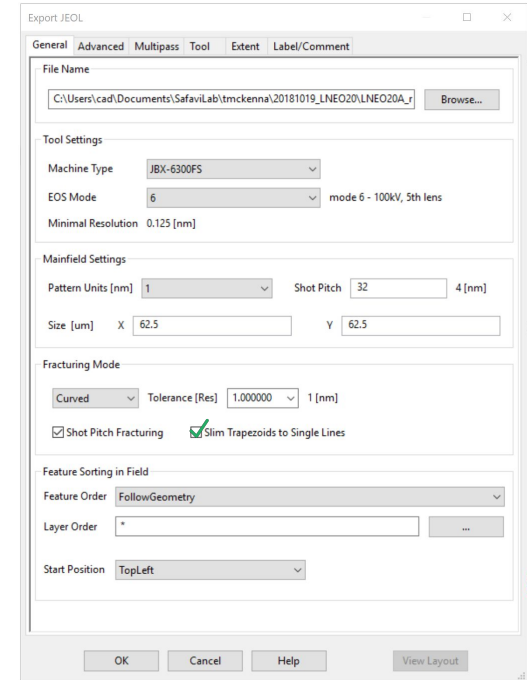 Export JEOL
General Advanced Multipass Tool Extent Label/Comment
File Name
C:\Users\cad\Documents\SafaviLab\tmckenna\20181019_LNEO20\LNEO20A_r Browse...
Tool Settings
Machine Type JBX-6300FS
EOS Mode 6 mode 6 - 100kV, 5th lens
Minimal Resolution 0.125 [nm]
Mainfield Settings
Pattern Units [nm] 1 Shot Pitch 32 4 [nm]
Size [um] X 62.5 Y 62.5
Fracturing Mode
Curved Tolerance [Res] 1.000000 1 [nm]
Shot Pitch Fracturing Slim Trapezoids to Single Lines
Feature Sorting in Field
Feature Order FollowGeometry
Layer Order * ...
Start Position TopLeft
OK Cancel Help View Layout